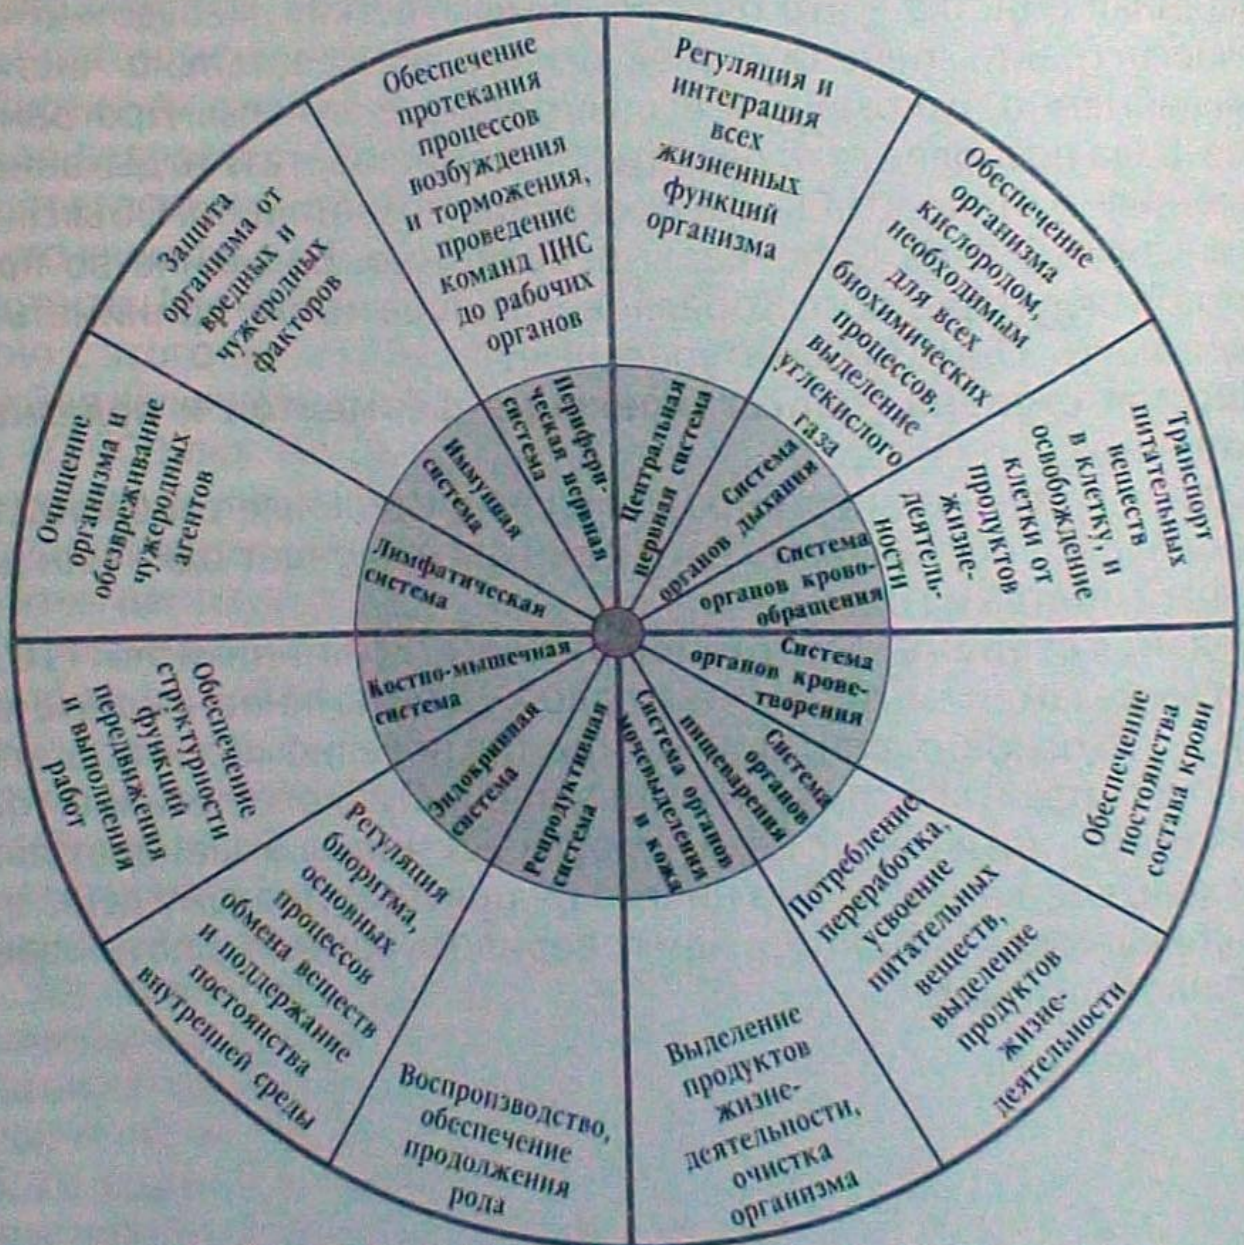 Регуляция и
интеграция
всех
жизненных
функций
организма
Обеспечение
организма
кислородом,
необходимым
для всех
биохимических
процессов,
выделение
углекислого
газа
Транспорт
питательных
веществ
в клетку, и
освобождение
клетки от
продуктов
жизне-
деятель-
ности
Обеспечение
постоянства
состава крови
Потребление
переработка,
усвоение
питательных
веществ,
выделение
продуктов
жизне-
деятельности
Выделение
продуктов
жизне-
деятельности,
очистка
организма
Воспроизводство,
обеспечение
продолжения
рода
Регуляция
биоритма,
основных
процессов
обмена веществ
и поддержание
постоянства
внутренней среды
Обеспечение
структурности
функций
передвижения
и выполнения
работ
Очищение
организма и
обезвреживание
чужеродных
агентов
Защита
организма от
вредных и
чужеродных
факторов
Обеспечение
протекания
процессов
возбуждения
и торможения,
проведение
команд ЦНС
до рабочих
органов
Центральная
нервная система
Система
органов дыхания
Система
органов крово-
обращения
Система
органов крове-
творения
Система
органов
пищеварения
Система органов
мочевыделения
и кожа
Репродуктивная
система
Эндокринная
система
Костно-мышечная
система
Лимфатическая
система
Иммунная
система
Перифери-
ческая нервная
система